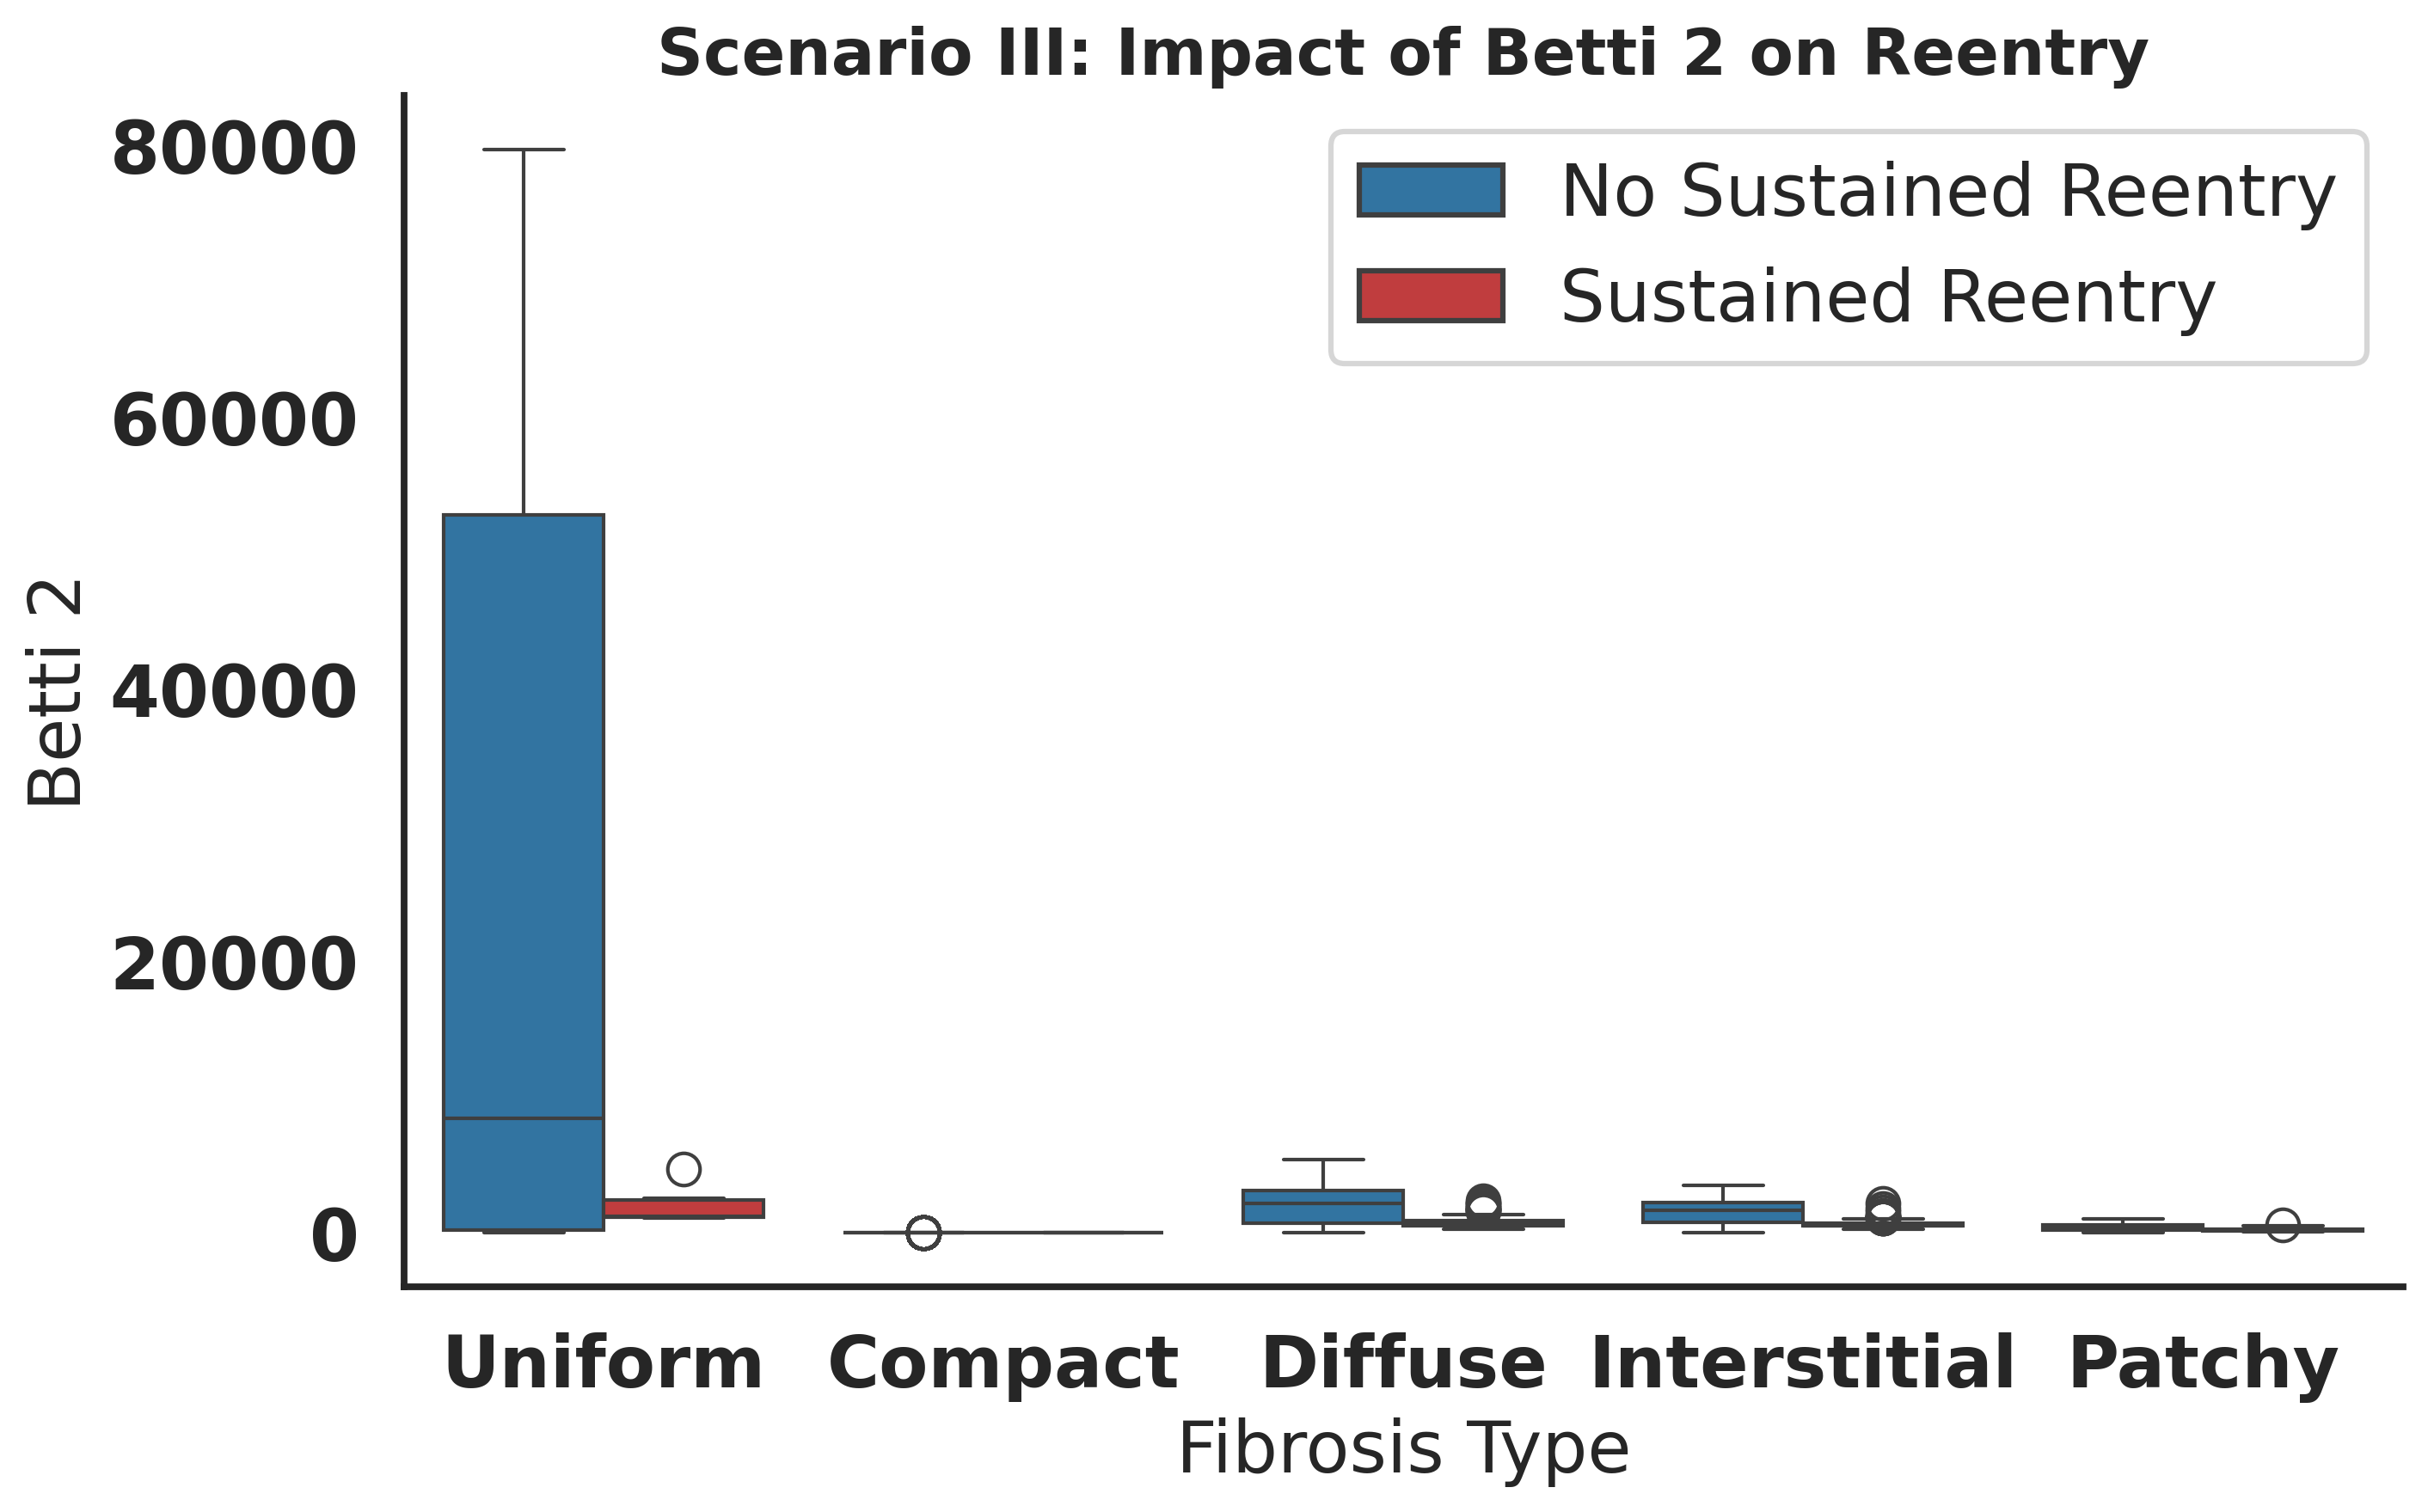 Scenario III: Impact of Betti 2 on Reentry
80000
60000
40000
20000
0
Betti 2
No Sustained Reentry
Sustained Reentry
Uniform Compact Diffuse Interstitial Patchy
Fibrosis Type